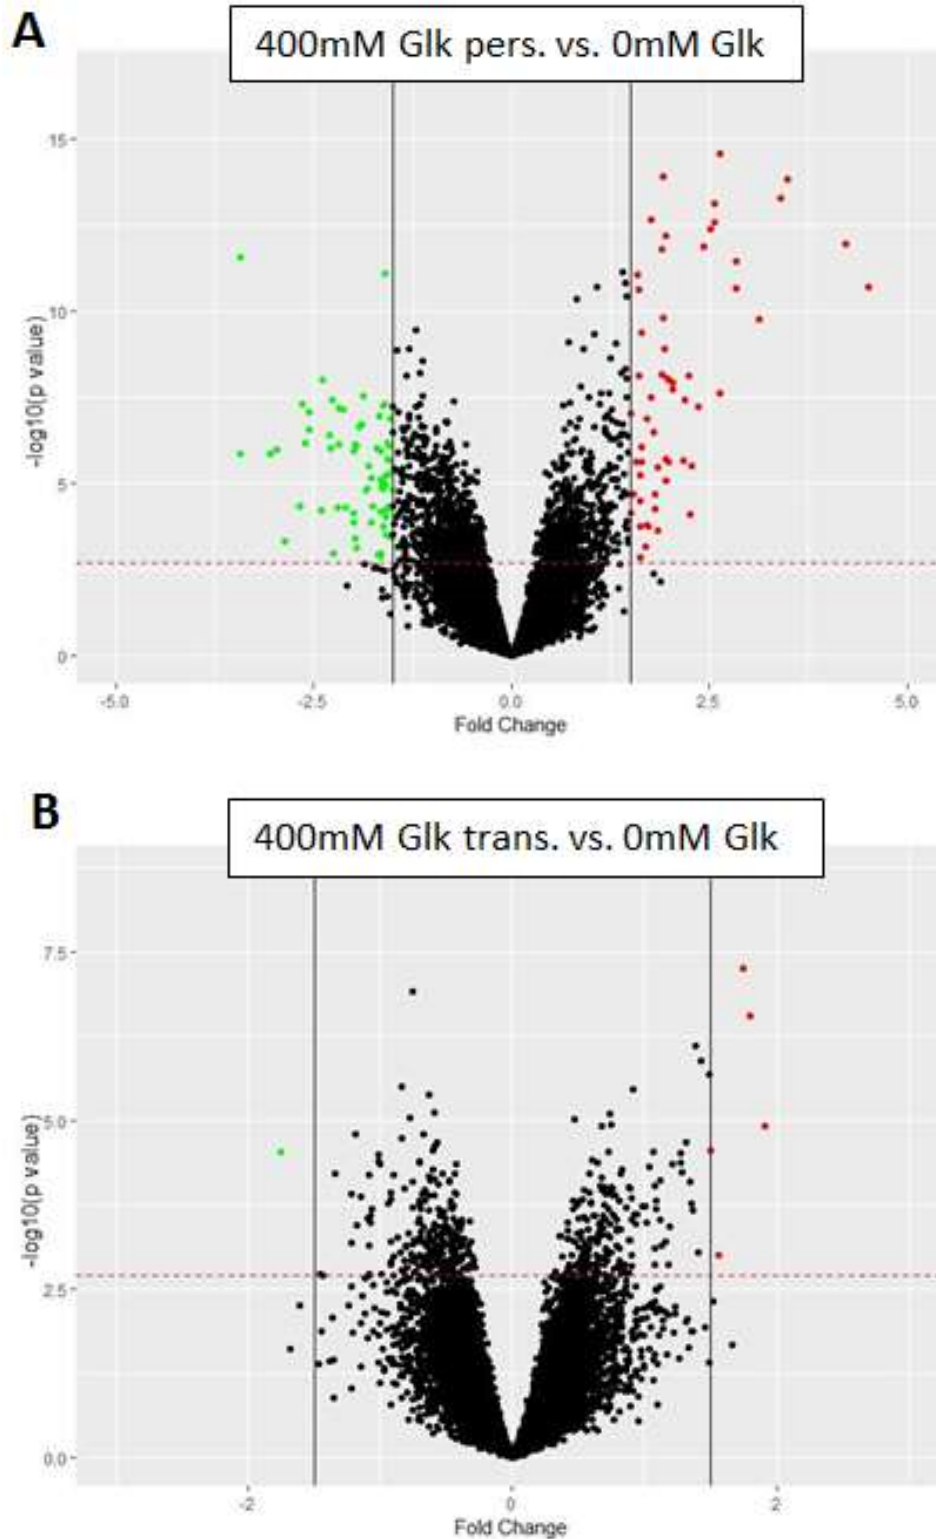 A
400mM Glk pers. vs. 0mM Glk
15
10
5
0
-log10(p value)
-5.0 -2.5 0.0 2.5 5.0
Fold Change
B
400mM Glk trans. vs. 0mM Glk
7.5
5.0
2.5
0.0
-log10(p value)
-2 0 2
Fold Change